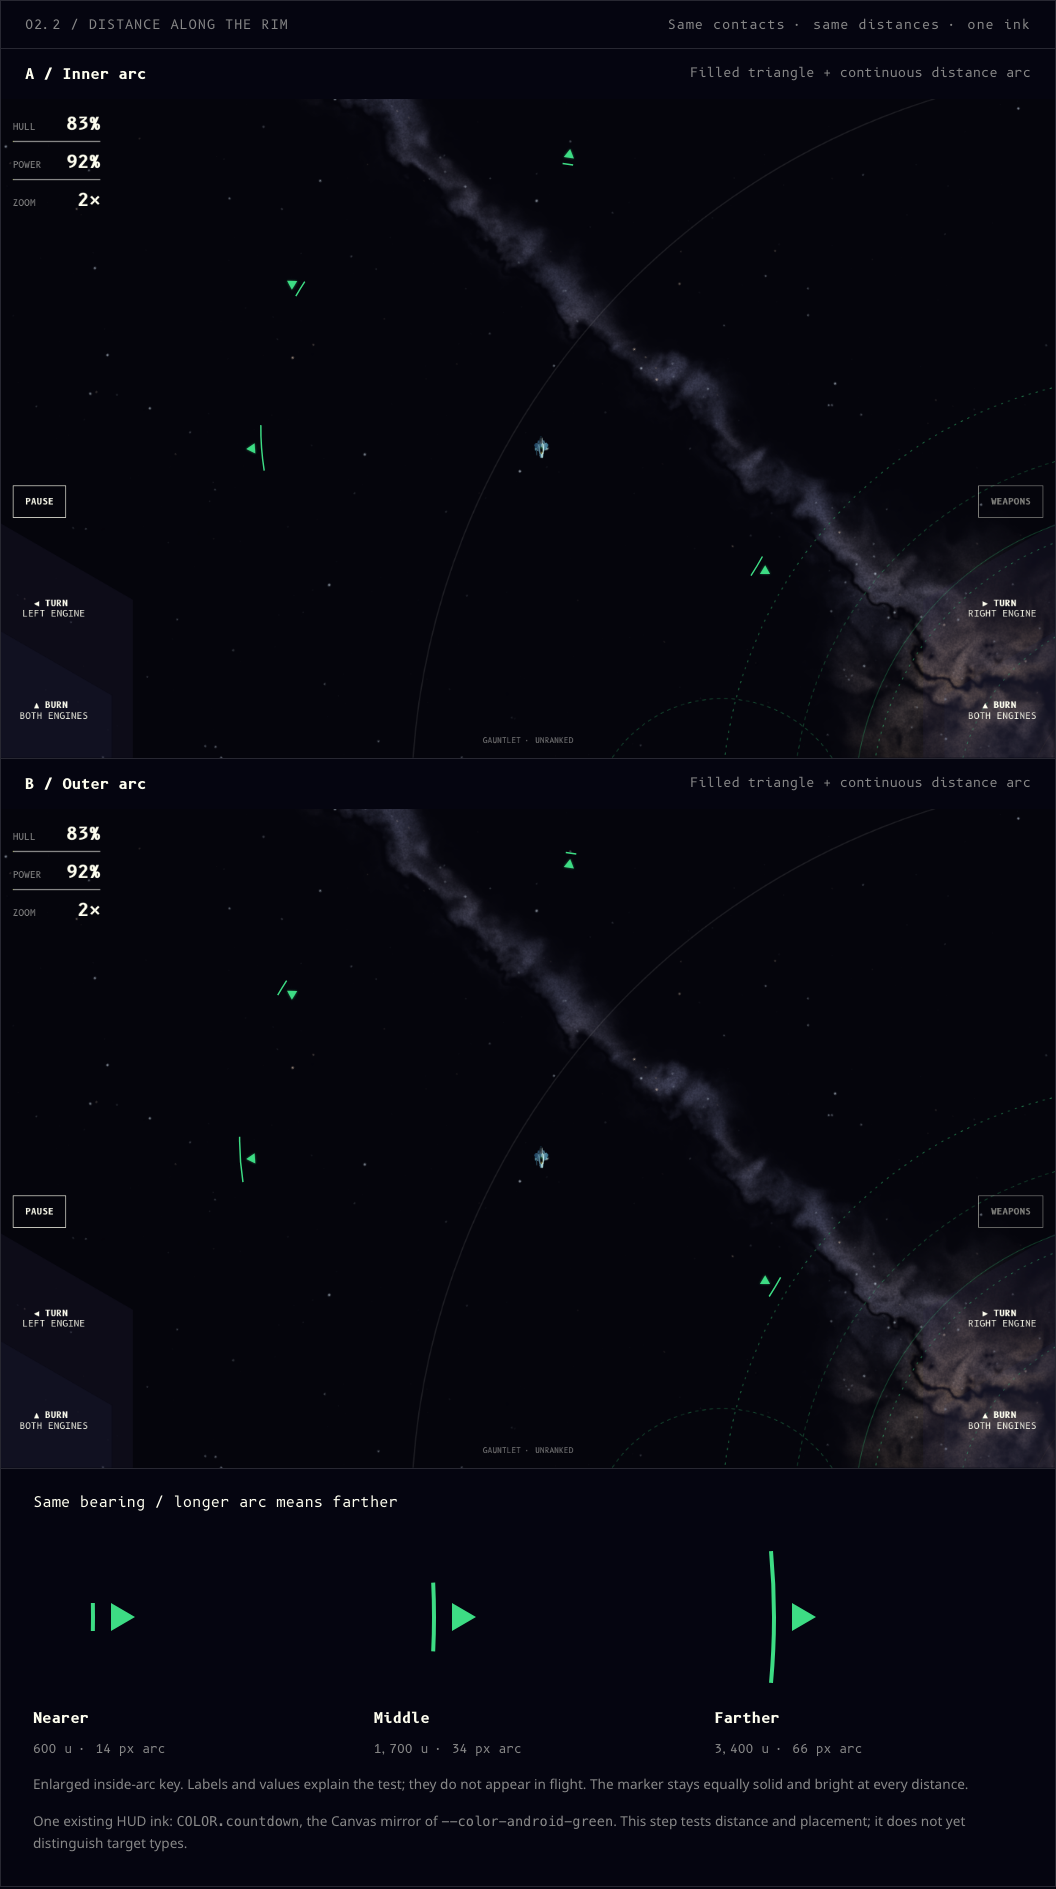 02.2 / DISTANCE ALONG THE RIM
Same contacts · same distances · one ink
A / Inner arc
Filled triangle + continuous distance arc
HULL 83%
POWER 92%
ZOOM 2×
PAUSE
WEAPONS
◀ TURN
LEFT ENGINE
▶ TURN
RIGHT ENGINE
▲ BURN
BOTH ENGINES
▲ BURN
BOTH ENGINES
GAUNTLET · UNRANKED
B / Outer arc
Filled triangle + continuous distance arc
HULL 83%
POWER 92%
ZOOM 2×
PAUSE
WEAPONS
◀ TURN
LEFT ENGINE
▶ TURN
RIGHT ENGINE
▲ BURN
BOTH ENGINES
▲ BURN
BOTH ENGINES
GAUNTLET · UNRANKED
Same bearing / longer arc means farther
Nearer
600 u · 14 px arc
Middle
1,700 u · 34 px arc
Farther
3,400 u · 66 px arc
Enlarged inside-arc key. Labels and values explain the test; they do not appear in flight. The marker stays equally solid and bright at every distance.
One existing HUD ink: COLOR.countdown, the Canvas mirror of --color-android-green. This step tests distance and placement; it does not yet
distinguish target types.